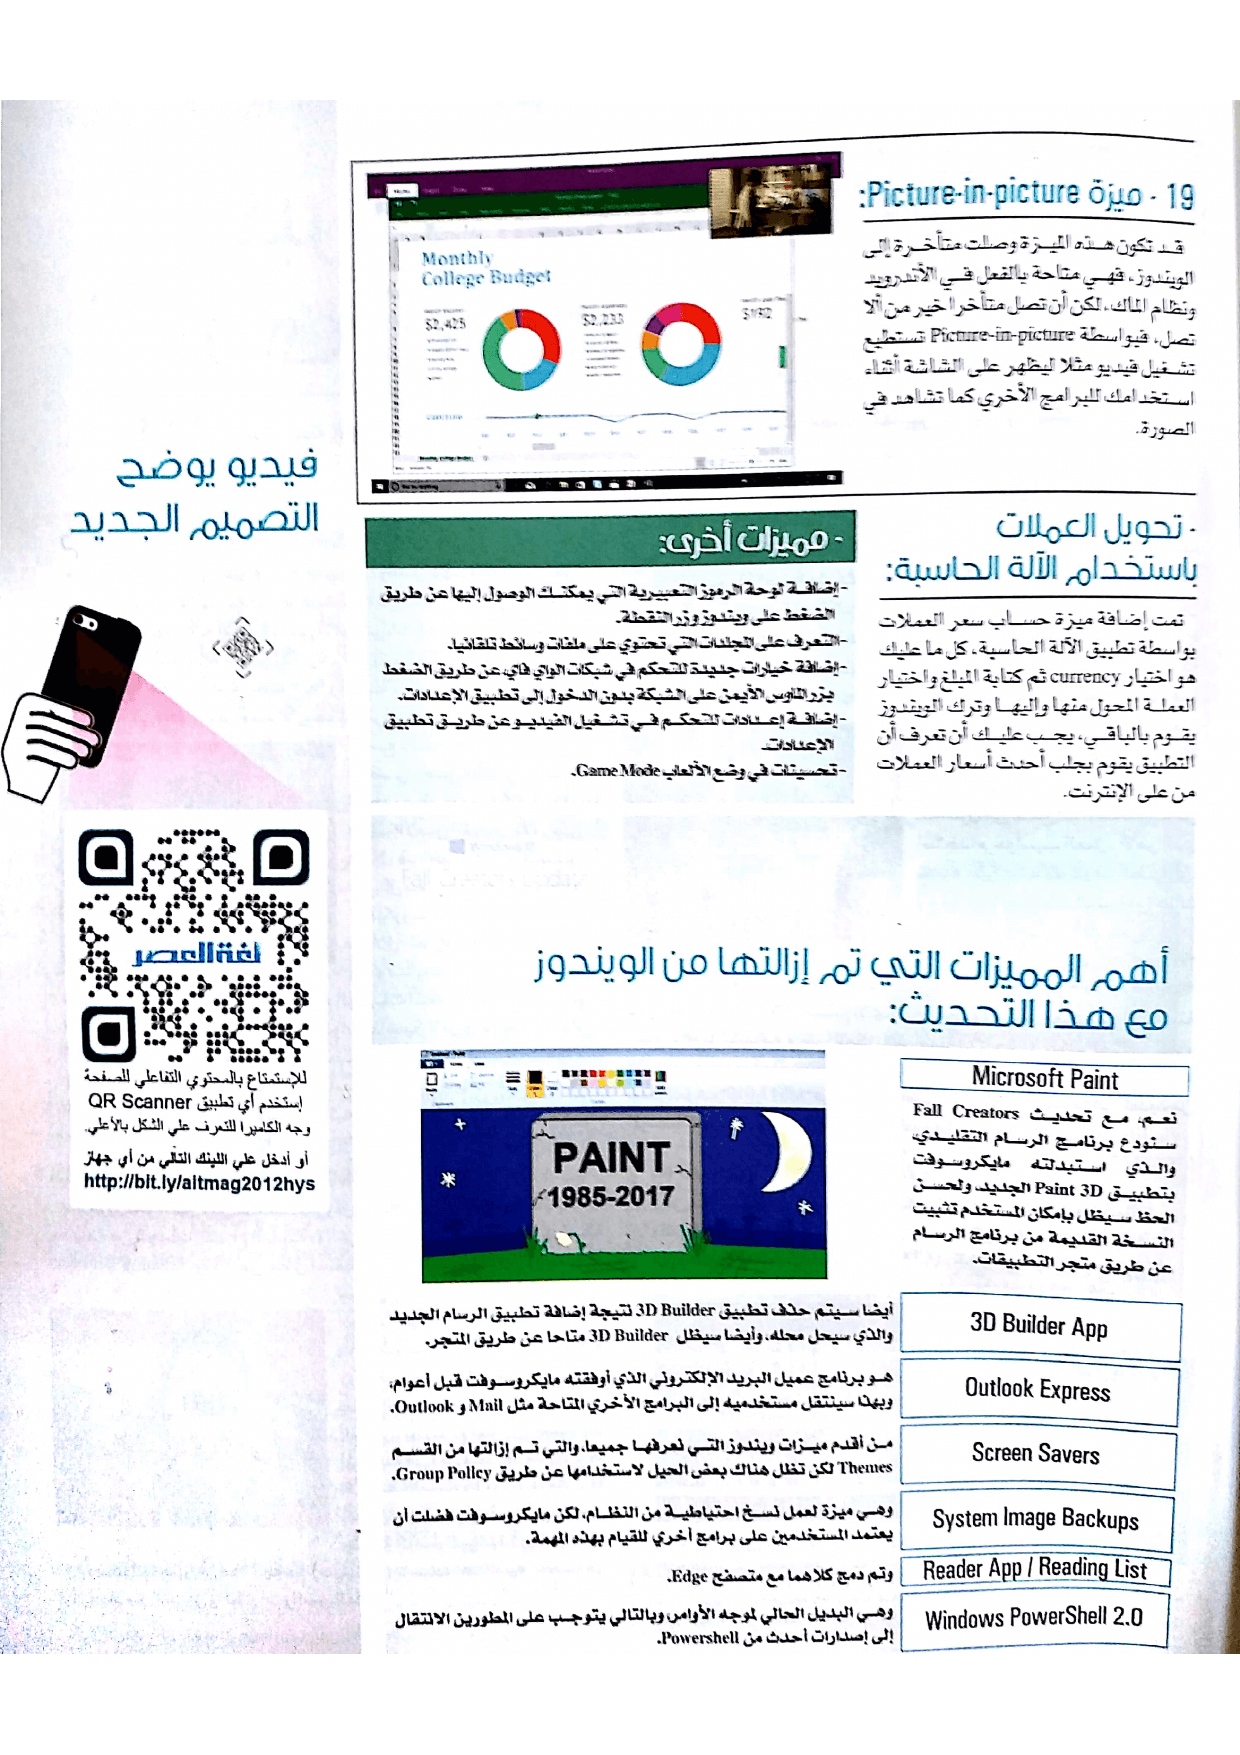 19 - ميزة Picture-in-picture:
قد تكون هذه الميزة وصلت متأخرة إلى
الويندوز، فهي متاحة بالفعل في الأندرويد
ونظام الماك، لكن أن تصل متأخرا خير من ألا
تصل، فبواسطة Picture-in-picture تستطيع
تشغيل فيديو مثلا ليظهر على الشاشة أثناء
استخدامك للبرامج الأخري كما تشاهد في
الصورة.
Monthly
College Budget
$2,425
$2,233
$192
- تحويل العملات
باستخدام الآلة الحاسبة:
تمت إضافة ميزة حساب سعر العملات
بواسطة تطبيق الآلة الحاسبة، كل ما عليك
هو اختيار currency ثم كتابة المبلغ واختيار
العملة المحول منها وإليها وترك الويندوز
يقوم بالباقي، يجب عليك أن تعرف أن
التطبيق يقوم بجلب أحدث أسعار العملات
من على الإنترنت.
- مميزات أخرى:
-إضافة لوحة الرموز التعبيرية التي يمكنك الوصول إليها عن طريق
الضغط على ويندوز وزر النقطة.
-التعرف على المجلدات التي تحتوي على ملفات وسائط تلقائيا.
-إضافة خيارات جديدة للتحكم في شبكات الواي فاي، عن طريق الضغط
بزر الماوس الأيمن على الشبكة بدون الدخول إلى تطبيق الإعدادات.
-إضافة إعدادات للتحكم في تشغيل الفيديو عن طريق تطبيق
الإعدادات.
-تحسينات في وضع الألعاب Game Mode.
فيديو يوضح
التصميم الجديد
لغة العصر
للإستمتاع بالمحتوي التفاعلي للصفحة
إستخدم أي تطبيق QR Scanner
وجه الكاميرا للتعرف علي الشكل بالأعلي.
أو أدخل علي اللينك التالي من أي جهاز
http://bit.ly/aitmag2012hys
أهم المميزات التي تم إزالتها من الويندوز
مع هذا التحديث:
Microsoft Paint
نعم، مع تحديث Fall Creators
ستودع برنامج الرسام التقليدي،
والذي استبدلته مايكروسوفت
بتطبيق Paint 3D الجديد، ولحسن
الحظ سيظل بإمكان المستخدم تثبيت
النسخة القديمة من برنامج الرسام
عن طريق متجر التطبيقات.
PAINT
1985-2017
3D Builder App
أيضا سيتم حذف تطبيق 3D Builder نتيجة إضافة تطبيق الرسام الجديد
والذي سيحل محله، وأيضا سيظل 3D Builder متاحا عن طريق المتجر.
Outlook Express
هو برنامج عميل البريد الإلكتروني الذي أوقفته مايكروسوفت قبل أعوام،
وبهذا سينتقل مستخدميه إلى البرامج الأخري المتاحة مثل Mail و Outlook.
Screen Savers
من أقدم ميزات ويندوز التي نعرفها جميعا، والتي تم إزالتها من القسم
Themes لكن تظل هناك بعض الحيل لاستخدامها عن طريق Group Policy.
System Image Backups
وهي ميزة لعمل نسخ احتياطية من النظام، لكن مايكروسوفت فضلت أن
يعتمد المستخدمين على برامج أخري للقيام بهذه المهمة.
Reader App / Reading List
وتم دمج كلاهما مع متصفح Edge.
Windows PowerShell 2.0
وهي البديل الحالي لموجه الأوامر، وبالتالي يتوجب على المطورين الانتقال
إلى إصدارات أحدث من Powershell.